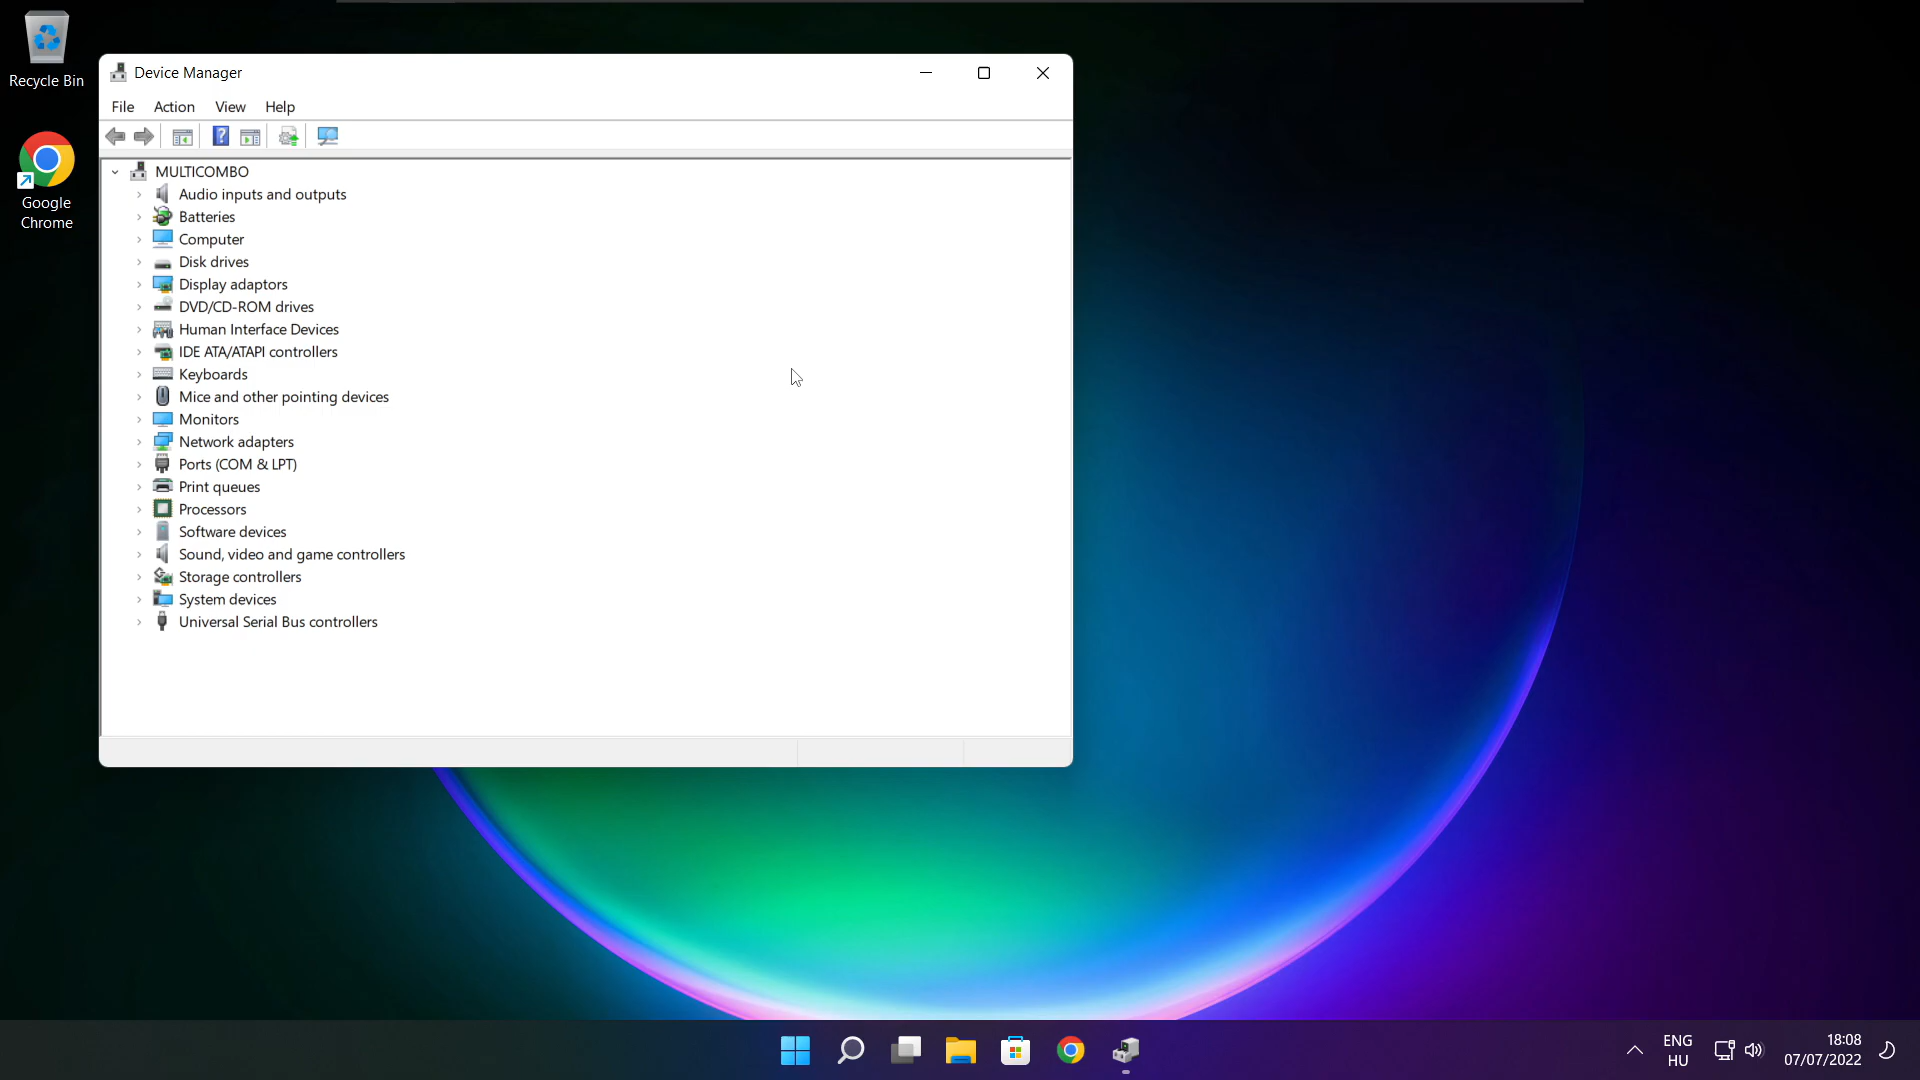 Recycle Bin
Google
Chrome
Device Manager
File Action View Help
MULTICOMBO
Audio inputs and outputs
Batteries
Computer
Disk drives
Display adaptors
DVD/CD-ROM drives
Human Interface Devices
IDE ATA/ATAPI controllers
Keyboards
Mice and other pointing devices
Monitors
Network adapters
Ports (COM & LPT)
Print queues
Processors
Software devices
Sound, video and game controllers
Storage controllers
System devices
Universal Serial Bus controllers
ENG
HU
18:08
07/07/2022